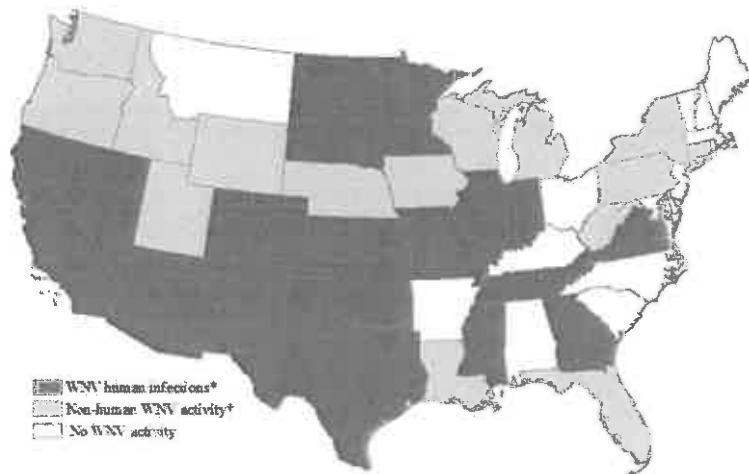 WNV human infections*
Non-human WNV activity†
No WNV activity